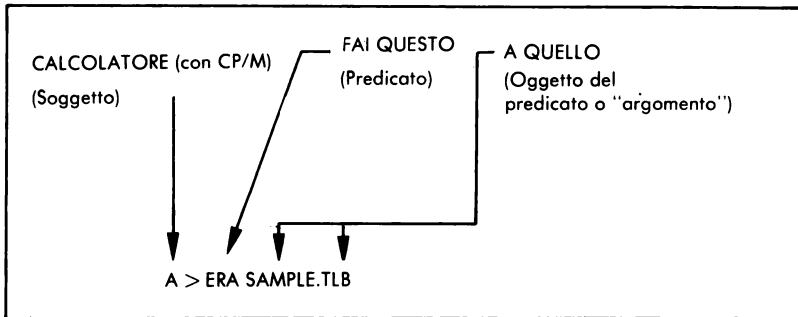 CALCOLATORE (con CP/M)
(Soggetto)
FAI QUESTO
(Predicato)
A QUELLO
(Oggetto del
predicato o "argomento")
A > ERA SAMPLE.TLB